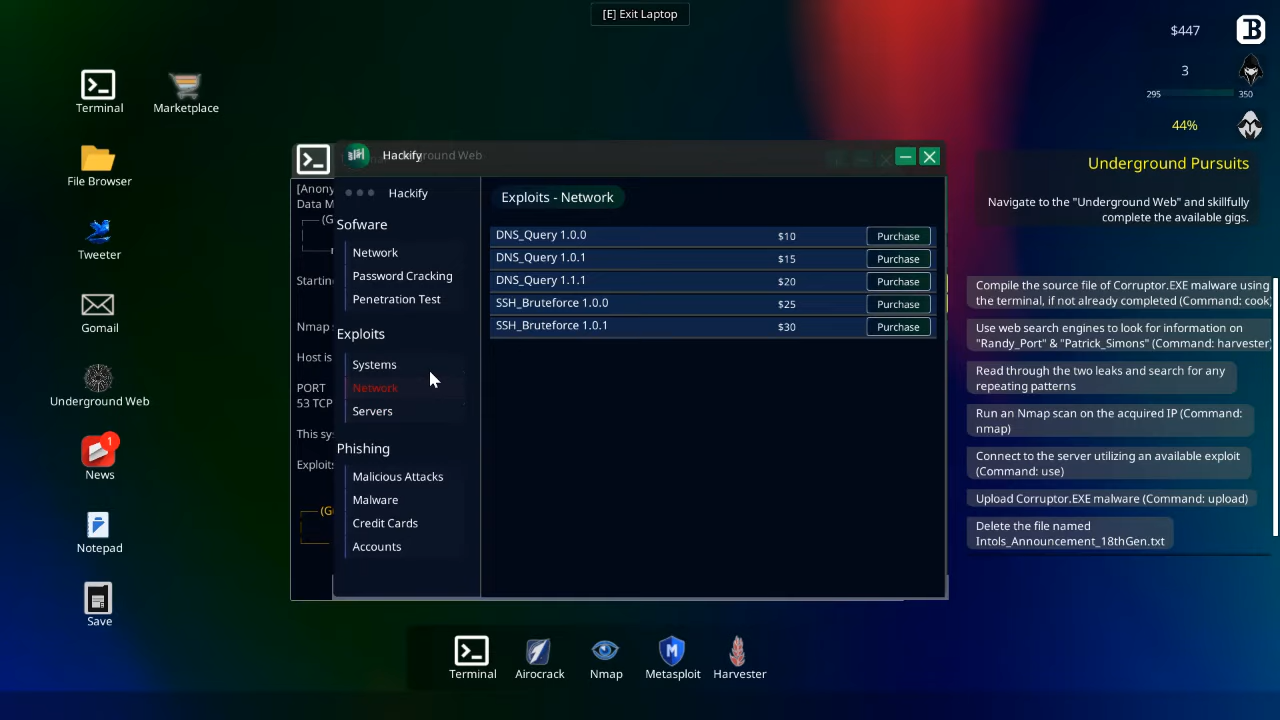 [E] Exit Laptop
$447
3
295 350
44%
Underground Pursuits
Navigate to the "Underground Web" and skillfully
complete the available gigs.
Compile the source file of Corruptor.EXE malware using
the terminal, if not already completed (Command: cook)
Use web search engines to look for information on
"Randy_Port" & "Patrick_Simons" (Command: harvester)
Read through the two leaks and search for any
repeating patterns
Run an Nmap scan on the acquired IP (Command:
nmap)
Connect to the server utilizing an available exploit
(Command: use)
Upload Corruptor.EXE malware (Command: upload)
Delete the file named
Intols_Announcement_18thGen.txt
Terminal
Marketplace
File Browser
Tweeter
Gomail
Underground Web
1
News
Notepad
Save
Hackify
ground Web
[Anony
Data M
(G
Startin
Nmap s
Host is
PORT
53 TCP
This sy
Exploit
(G
Hackify
Sofware
Network
Password Cracking
Penetration Test
Exploits
Systems
Network
Servers
Phishing
Malicious Attacks
Malware
Credit Cards
Accounts
Exploits - Network
DNS_Query 1.0.0 $10 Purchase
DNS_Query 1.0.1 $15 Purchase
DNS_Query 1.1.1 $20 Purchase
SSH_Bruteforce 1.0.0 $25 Purchase
SSH_Bruteforce 1.0.1 $30 Purchase
Terminal
Airocrack
Nmap
Metasploit
Harvester